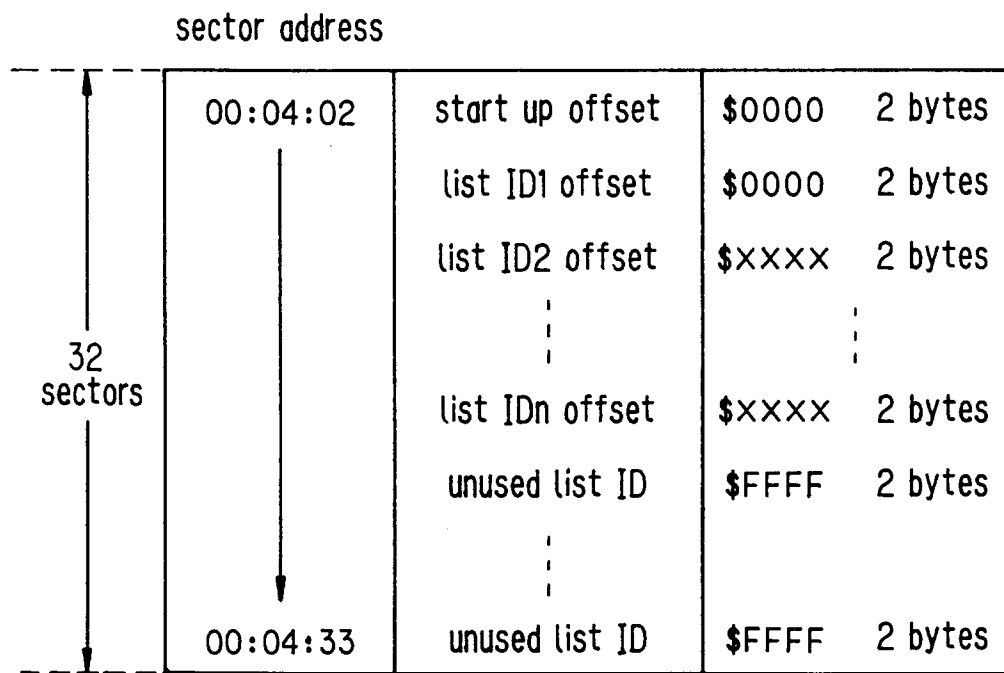 sector address
00:04:02 start up offset $0000 2 bytes
list ID1 offset $0000 2 bytes
list ID2 offset $XXXX 2 bytes
32
sectors
list IDn offset $XXXX 2 bytes
unused list ID $FFFF 2 bytes
00:04:33 unused list ID $FFFF 2 bytes